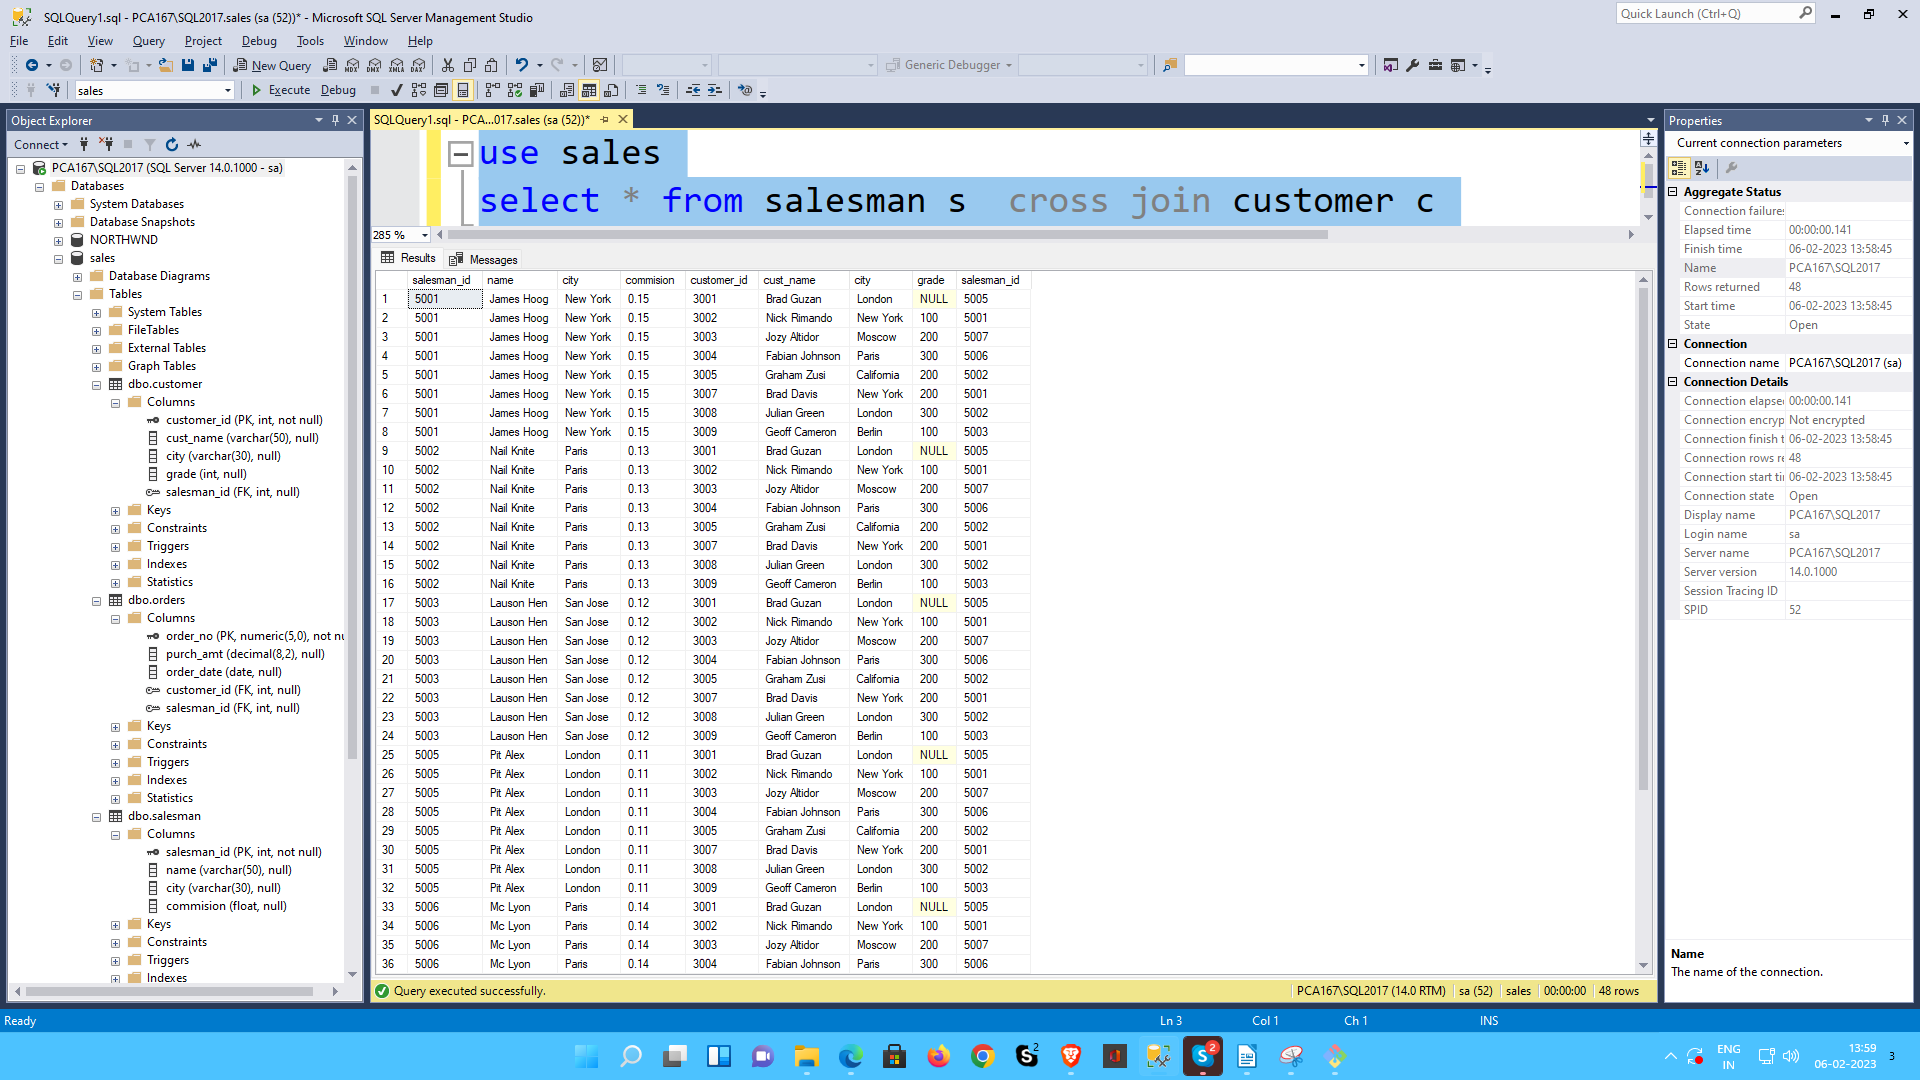 SQLQuery1.sql - PCA167\SQL2017.sales (sa (52))* - Microsoft SQL Server Management Studio
Quick Launch (Ctrl+Q)
File Edit View Query Project Debug Tools Window Help
New Query
MDX DMX XMLA DAX
Generic Debugger
sales
Execute Debug
Object Explorer
Connect
PCA167\SQL2017 (SQL Server 14.0.1000 - sa)
Databases
System Databases
Database Snapshots
NORTHWND
sales
Database Diagrams
Tables
System Tables
FileTables
External Tables
Graph Tables
dbo.customer
Columns
customer_id (PK, int, not null)
cust_name (varchar(50), null)
city (varchar(30), null)
grade (int, null)
salesman_id (FK, int, null)
Keys
Constraints
Triggers
Indexes
Statistics
dbo.orders
Columns
order_no (PK, numeric(5,0), not nu
purch_amt (decimal(8,2), null)
order_date (date, null)
customer_id (FK, int, null)
salesman_id (FK, int, null)
Keys
Constraints
Triggers
Indexes
Statistics
dbo.salesman
Columns
salesman_id (PK, int, not null)
name (varchar(50), null)
city (varchar(30), null)
commision (float, null)
Keys
Constraints
Triggers
Indexes
SQLQuery1.sql - PCA...017.sales (sa (52))*
use sales
select * from salesman s cross join customer c
285 %
Results Messages
salesman_id name city commision customer_id cust_name city grade salesman_id
1 5001 James Hoog New York 0.15 3001 Brad Guzan London NULL 5005
2 5001 James Hoog New York 0.15 3002 Nick Rimando New York 100 5001
3 5001 James Hoog New York 0.15 3003 Jozy Altidor Moscow 200 5007
4 5001 James Hoog New York 0.15 3004 Fabian Johnson Paris 300 5006
5 5001 James Hoog New York 0.15 3005 Graham Zusi California 200 5002
6 5001 James Hoog New York 0.15 3007 Brad Davis New York 200 5001
7 5001 James Hoog New York 0.15 3008 Julian Green London 300 5002
8 5001 James Hoog New York 0.15 3009 Geoff Cameron Berlin 100 5003
9 5002 Nail Knite Paris 0.13 3001 Brad Guzan London NULL 5005
10 5002 Nail Knite Paris 0.13 3002 Nick Rimando New York 100 5001
11 5002 Nail Knite Paris 0.13 3003 Jozy Altidor Moscow 200 5007
12 5002 Nail Knite Paris 0.13 3004 Fabian Johnson Paris 300 5006
13 5002 Nail Knite Paris 0.13 3005 Graham Zusi California 200 5002
14 5002 Nail Knite Paris 0.13 3007 Brad Davis New York 200 5001
15 5002 Nail Knite Paris 0.13 3008 Julian Green London 300 5002
16 5002 Nail Knite Paris 0.13 3009 Geoff Cameron Berlin 100 5003
17 5003 Lauson Hen San Jose 0.12 3001 Brad Guzan London NULL 5005
18 5003 Lauson Hen San Jose 0.12 3002 Nick Rimando New York 100 5001
19 5003 Lauson Hen San Jose 0.12 3003 Jozy Altidor Moscow 200 5007
20 5003 Lauson Hen San Jose 0.12 3004 Fabian Johnson Paris 300 5006
21 5003 Lauson Hen San Jose 0.12 3005 Graham Zusi California 200 5002
22 5003 Lauson Hen San Jose 0.12 3007 Brad Davis New York 200 5001
23 5003 Lauson Hen San Jose 0.12 3008 Julian Green London 300 5002
24 5003 Lauson Hen San Jose 0.12 3009 Geoff Cameron Berlin 100 5003
25 5005 Pit Alex London 0.11 3001 Brad Guzan London NULL 5005
26 5005 Pit Alex London 0.11 3002 Nick Rimando New York 100 5001
27 5005 Pit Alex London 0.11 3003 Jozy Altidor Moscow 200 5007
28 5005 Pit Alex London 0.11 3004 Fabian Johnson Paris 300 5006
29 5005 Pit Alex London 0.11 3005 Graham Zusi California 200 5002
30 5005 Pit Alex London 0.11 3007 Brad Davis New York 200 5001
31 5005 Pit Alex London 0.11 3008 Julian Green London 300 5002
32 5005 Pit Alex London 0.11 3009 Geoff Cameron Berlin 100 5003
33 5006 Mc Lyon Paris 0.14 3001 Brad Guzan London NULL 5005
34 5006 Mc Lyon Paris 0.14 3002 Nick Rimando New York 100 5001
35 5006 Mc Lyon Paris 0.14 3003 Jozy Altidor Moscow 200 5007
36 5006 Mc Lyon Paris 0.14 3004 Fabian Johnson Paris 300 5006
Query executed successfully. PCA167\SQL2017 (14.0 RTM) sa (52) sales 00:00:00 48 rows
Properties
Current connection parameters
Aggregate Status
Connection failures
Elapsed time 00:00:00.141
Finish time 06-02-2023 13:58:45
Name PCA167\SQL2017
Rows returned 48
Start time 06-02-2023 13:58:45
State Open
Connection
Connection name PCA167\SQL2017 (sa)
Connection Details
Connection elapse 00:00:00.141
Connection encryp Not encrypted
Connection finish t 06-02-2023 13:58:45
Connection rows re 48
Connection start ti 06-02-2023 13:58:45
Connection state Open
Display name PCA167\SQL2017
Login name sa
Server name PCA167\SQL2017
Server version 14.0.1000
Session Tracing ID
SPID 52
Name
The name of the connection.
Ready Ln 3 Col 1 Ch 1 INS
2
2
ENG
IN
13:59
06-02-2023
3